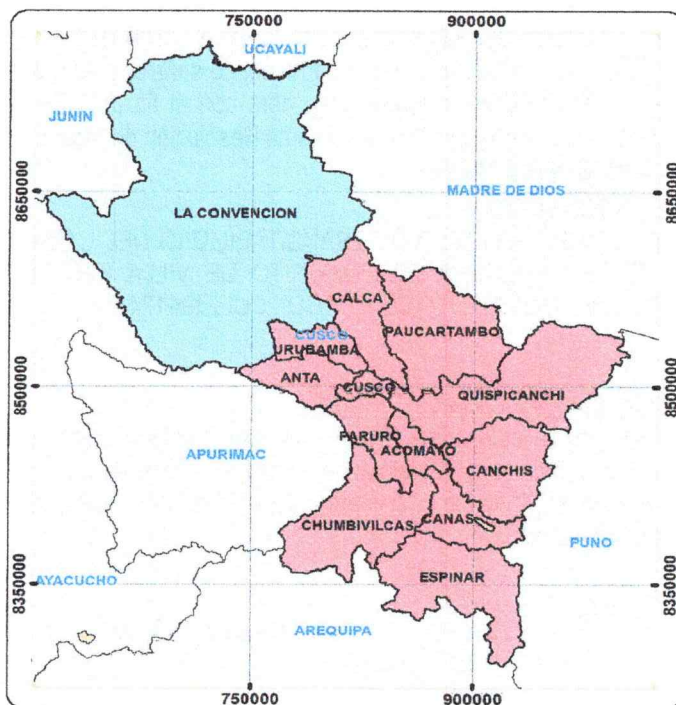 750000 900000
UCAYALI
JUNIN
8650000 MADRE DE DIOS 8650000
LA CONVENCION
CALCA
PAUCARTAMBO
CUSCO
URUBAMBA
ANTA
CUSCO
QUISPICANCHI
8500000 8500000
PARURO
ACOMAYO
APURIMAC
CANCHIS
CHUMBIVILCAS
CANAS
PUNO
AYACUCHO
ESPINAR
8350000 8350000
AREQUIPA
750000 900000